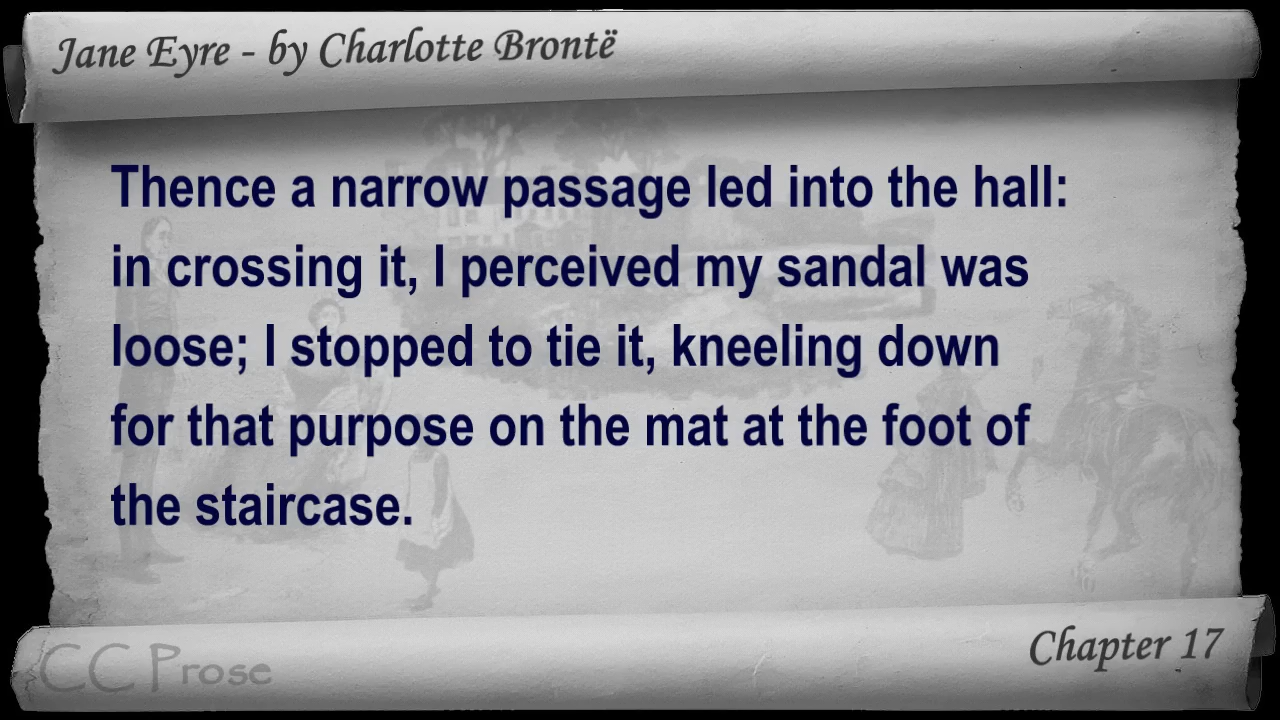 Jane Eyre - by Charlotte Brontë
Thence a narrow passage led into the hall:
in crossing it, I perceived my sandal was
loose; I stopped to tie it, kneeling down
for that purpose on the mat at the foot of
the staircase.
CC Prose
Chapter 17